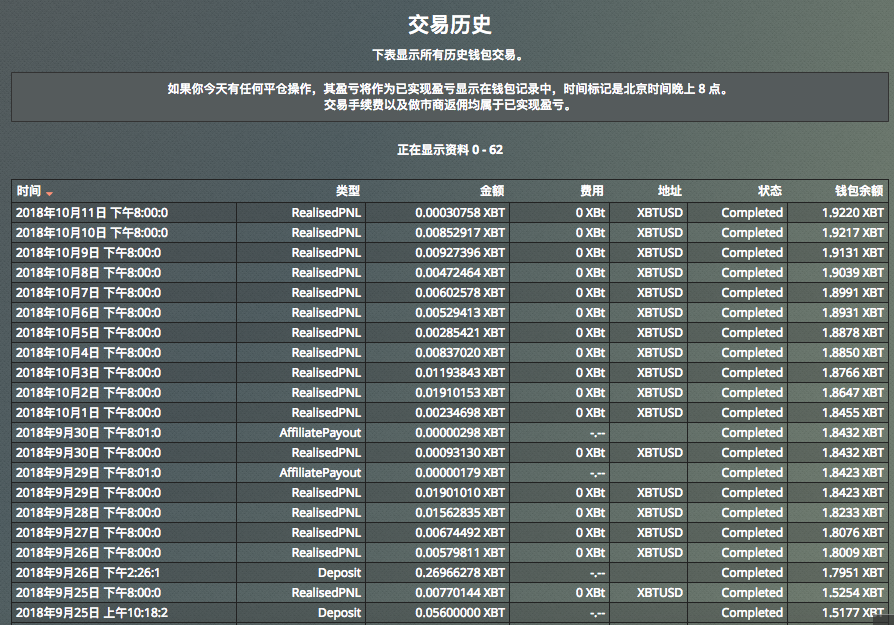 交易历史
下表显示所有历史钱包交易。
如果你今天有任何平仓操作，其盈亏将作为已实现盈亏显示在钱包记录中，时间标记是北京时间晚上 8 点。
交易手续费以及做市商返佣均属于已实现盈亏。
正在显示资料 0 - 62
时间 类型 金额 费用 地址 状态 钱包余额
2018年10月11日 下午8:00:0 RealisedPNL 0.00030758 XBT 0 XBt XBTUSD Completed 1.9220 XBT
2018年10月10日 下午8:00:0 RealisedPNL 0.00852917 XBT 0 XBt XBTUSD Completed 1.9217 XBT
2018年10月9日 下午8:00:0 RealisedPNL 0.00927396 XBT 0 XBt XBTUSD Completed 1.9131 XBT
2018年10月8日 下午8:00:0 RealisedPNL 0.00472464 XBT 0 XBt XBTUSD Completed 1.9039 XBT
2018年10月7日 下午8:00:0 RealisedPNL 0.00602578 XBT 0 XBt XBTUSD Completed 1.8991 XBT
2018年10月6日 下午8:00:0 RealisedPNL 0.00529413 XBT 0 XBt XBTUSD Completed 1.8931 XBT
2018年10月5日 下午8:00:0 RealisedPNL 0.00285421 XBT 0 XBt XBTUSD Completed 1.8878 XBT
2018年10月4日 下午8:00:0 RealisedPNL 0.00837020 XBT 0 XBt XBTUSD Completed 1.8850 XBT
2018年10月3日 下午8:00:0 RealisedPNL 0.01193843 XBT 0 XBt XBTUSD Completed 1.8766 XBT
2018年10月2日 下午8:00:0 RealisedPNL 0.01910153 XBT 0 XBt XBTUSD Completed 1.8647 XBT
2018年10月1日 下午8:00:0 RealisedPNL 0.00234698 XBT 0 XBt XBTUSD Completed 1.8455 XBT
2018年9月30日 下午8:01:0 AffiliatePayout 0.00000298 XBT -.-- Completed 1.8432 XBT
2018年9月30日 下午8:00:0 RealisedPNL 0.00093130 XBT 0 XBt XBTUSD Completed 1.8432 XBT
2018年9月29日 下午8:01:0 AffiliatePayout 0.00000179 XBT -.-- Completed 1.8423 XBT
2018年9月29日 下午8:00:0 RealisedPNL 0.01901010 XBT 0 XBt XBTUSD Completed 1.8423 XBT
2018年9月28日 下午8:00:0 RealisedPNL 0.01562835 XBT 0 XBt XBTUSD Completed 1.8233 XBT
2018年9月27日 下午8:00:0 RealisedPNL 0.00674492 XBT 0 XBt XBTUSD Completed 1.8076 XBT
2018年9月26日 下午8:00:0 RealisedPNL 0.00579811 XBT 0 XBt XBTUSD Completed 1.8009 XBT
2018年9月26日 下午2:26:1 Deposit 0.26966278 XBT -.-- Completed 1.7951 XBT
2018年9月25日 下午8:00:0 RealisedPNL 0.00770144 XBT 0 XBt XBTUSD Completed 1.5254 XBT
2018年9月25日 上午10:18:2 Deposit 0.05600000 XBT -.-- Completed 1.5177 XBT